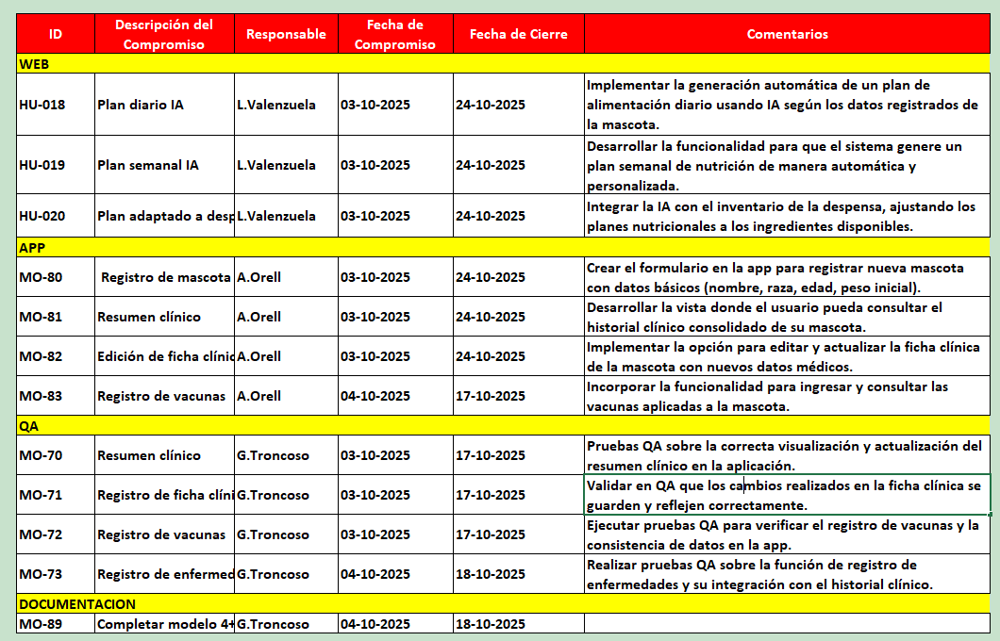 ID
Descripción del
Compromiso
Responsable
Fecha de
Compromiso
Fecha de Cierre
Comentarios
WEB
HU-018
Plan diario IA
L.Valenzuela
03-10-2025
24-10-2025
Implementar la generación automática de un plan de
alimentación diario usando IA según los datos registrados de
la mascota.
HU-019
Plan semanal IA
L.Valenzuela
03-10-2025
24-10-2025
Desarrollar la funcionalidad para que el sistema genere un
plan semanal de nutrición de manera automática y
personalizada.
HU-020
Plan adaptado a desp
L.Valenzuela
03-10-2025
24-10-2025
Integrar la IA con el inventario de la despensa, ajustando los
planes nutricionales a los ingredientes disponibles.
APP
MO-80
Registro de mascota
A.Orell
03-10-2025
24-10-2025
Crear el formulario en la app para registrar nueva mascota
con datos básicos (nombre, raza, edad, peso inicial).
MO-81
Resumen clínico
A.Orell
03-10-2025
24-10-2025
Desarrollar la vista donde el usuario pueda consultar el
historial clínico consolidado de su mascota.
MO-82
Edición de ficha clínic
A.Orell
03-10-2025
24-10-2025
Implementar la opción para editar y actualizar la ficha clínica
de la mascota con nuevos datos médicos.
MO-83
Registro de vacunas
A.Orell
04-10-2025
17-10-2025
Incorporar la funcionalidad para ingresar y consultar las
vacunas aplicadas a la mascota.
QA
MO-70
Resumen clínico
G.Troncoso
03-10-2025
17-10-2025
Pruebas QA sobre la correcta visualización y actualización del
resumen clínico en la aplicación.
MO-71
Registro de ficha clíni
G.Troncoso
03-10-2025
17-10-2025
Validar en QA que los cambios realizados en la ficha clínica se
guarden y reflejen correctamente.
MO-72
Registro de vacunas
G.Troncoso
03-10-2025
17-10-2025
Ejecutar pruebas QA para verificar el registro de vacunas y la
consistencia de datos en la app.
MO-73
Registro de enfermed
G.Troncoso
04-10-2025
18-10-2025
Realizar pruebas QA sobre la función de registro de
enfermedades y su integración con el historial clínico.
DOCUMENTACION
MO-89
Completar modelo 4+
G.Troncoso
04-10-2025
18-10-2025